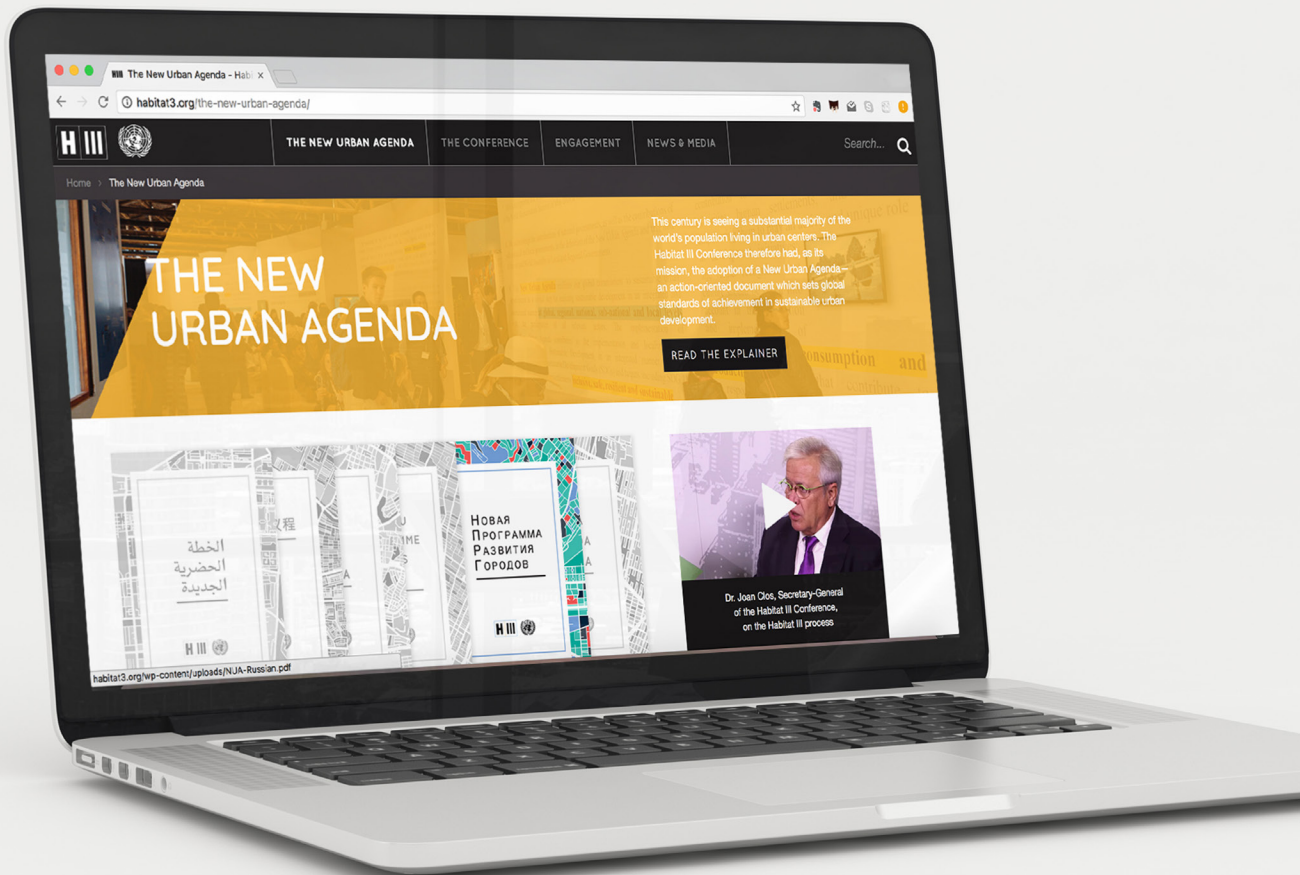 The New Urban Agenda - Hab
habitat3.org/the-new-urban-agenda/
H III
THE NEW URBAN AGENDA
THE CONFERENCE
ENGAGEMENT
NEWS & MEDIA
Search...
Home > The New Urban Agenda
THE NEW
URBAN AGENDA
This century is seeing a substantial majority of the
world's population living in urban centers. The
Habitat III Conference therefore had, as its
mission, the adoption of a New Urban Agenda—
an action-oriented document which sets global
standards of achievement in sustainable urban
development.
READ THE EXPLAINER
onsumption and
الخطة
الحضرية
الجديدة
H III
程
ME
S
A
Новая
Программа
Развития
Городов
H III
A
A
Dr. Joan Clos, Secretary-General
of the Habitat III Conference,
on the Habitat III process
habitat3.org/wp-content/uploads/NUA-Russian.pdf